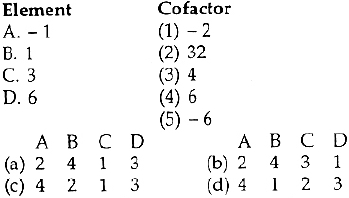 Element Cofactor
A. – 1 (1) – 2
B. 1 (2) 32
C. 3 (3) 4
D. 6 (4) 6
(5) – 6
A B C D A B C D
(a) 2 4 1 3 (b) 2 4 3 1
(c) 4 2 1 3 (d) 4 1 2 3